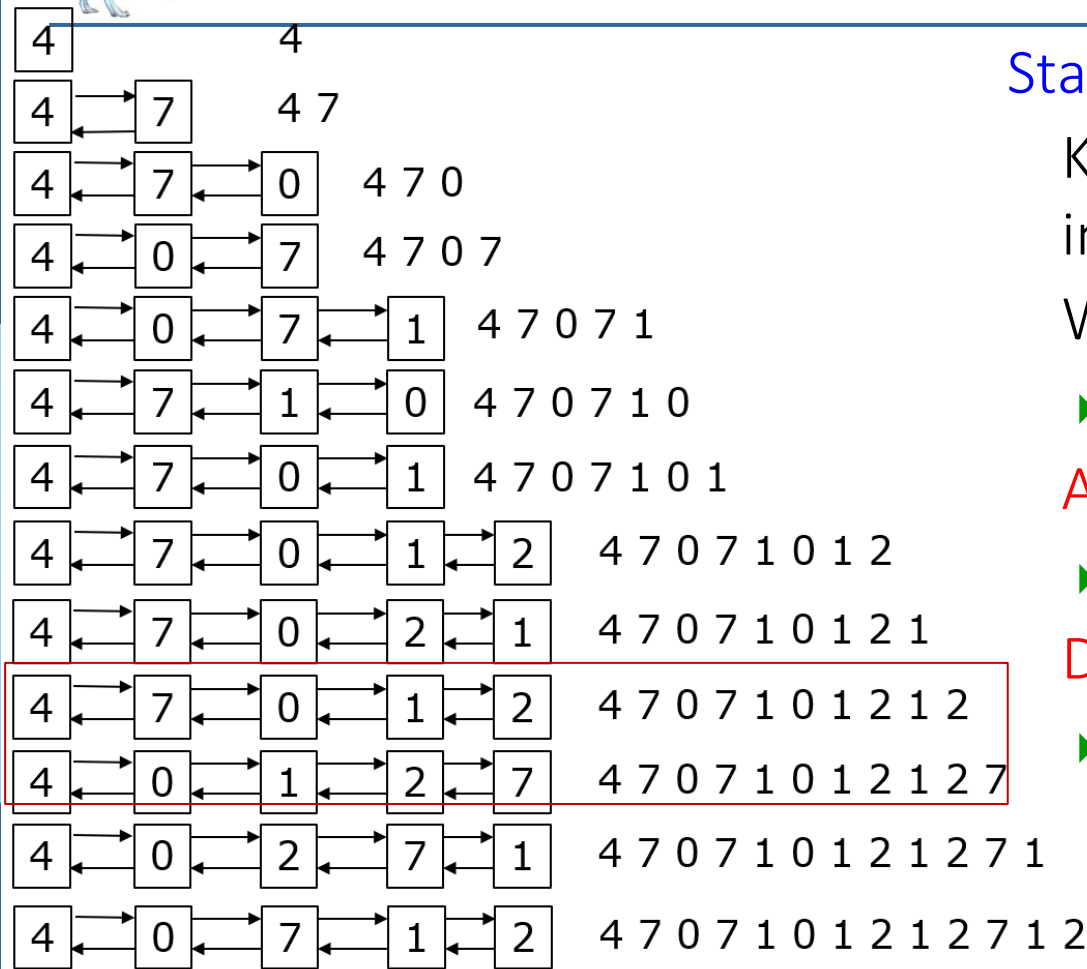 4 4
4 7 4 7
4 7 0 4 7 0
4 0 7 4 7 0 7
4 0 7 1 4 7 0 7 1
4 7 1 0 4 7 0 7 1 0
4 7 0 1 4 7 0 7 1 0 1
4 7 0 1 2 4 7 0 7 1 0 1 2
4 7 0 2 1 4 7 0 7 1 0 1 2 1
4 7 0 1 2 4 7 0 7 1 0 1 2 1 2
4 0 1 2 7 4 7 0 7 1 0 1 2 1 2 7
4 0 2 7 1 4 7 0 7 1 0 1 2 1 2 7 1
4 0 7 1 2 4 7 0 7 1 0 1 2 1 2 7 1 2
Sta
K
A
D